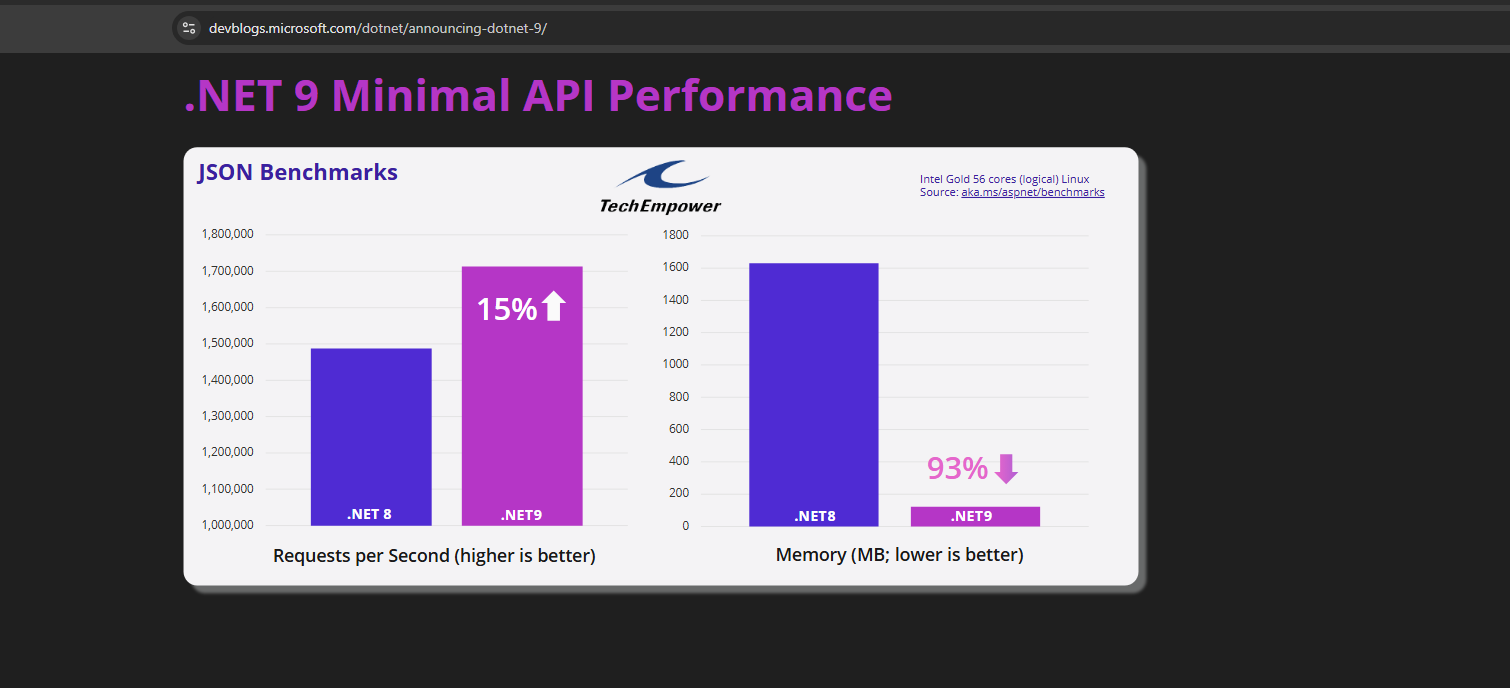 devblogs.microsoft.com/dotnet/announcing-dotnet-9/
.NET 9 Minimal API Performance
JSON Benchmarks
TechEmpower
Intel Gold 56 cores (logical) Linux
Source: aka.ms/aspnet/benchmarks
1,800,000
1,700,000
1,600,000
1,500,000
1,400,000
1,300,000
1,200,000
1,100,000
1,000,000
15%
.NET 8
.NET9
Requests per Second (higher is better)
1800
1600
1400
1200
1000
800
600
400
200
0
93%
.NET8
.NET9
Memory (MB; lower is better)